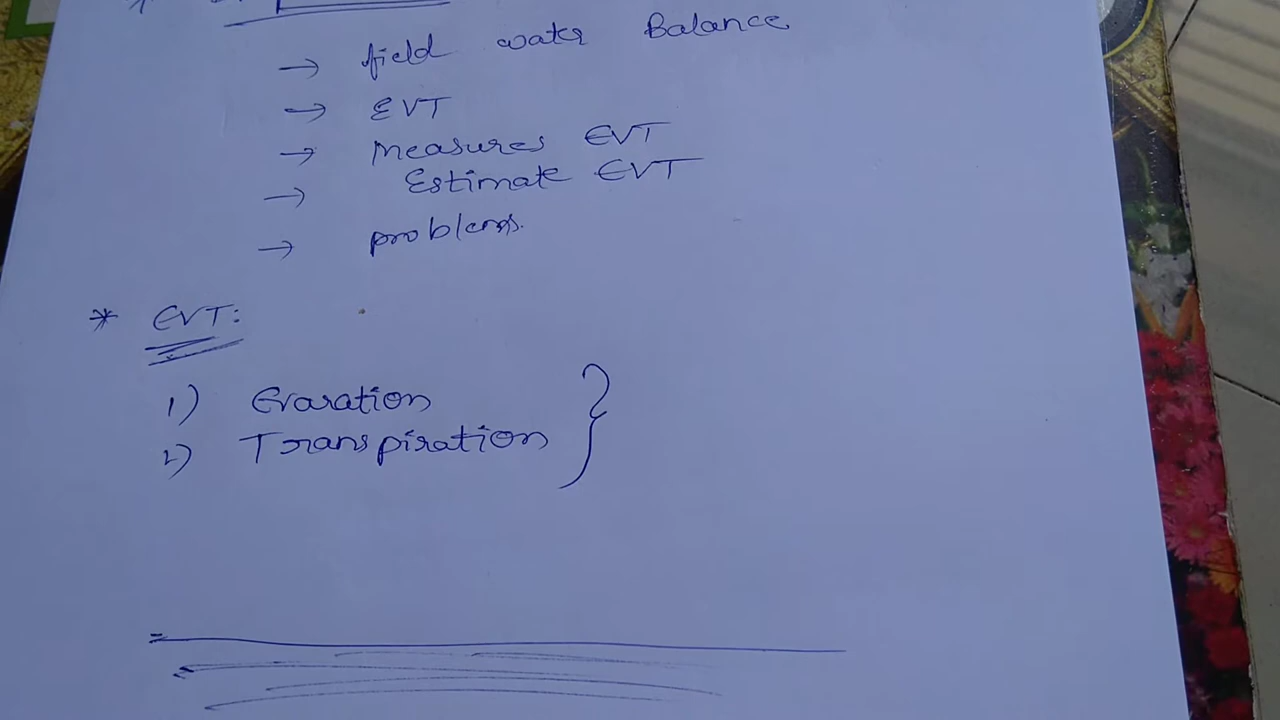 → field water Balance
→ EVT
→ Measures EVT
→ Estimate EVT
→ problems.
* EVT:
1) Evaration
2) Transpiration